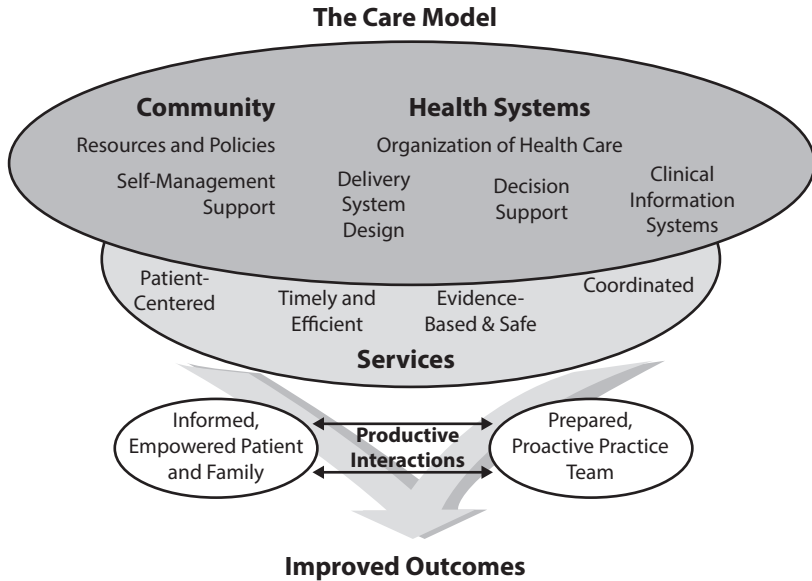 The Care Model
Community
Health Systems
Resources and Policies
Organization of Health Care
Self-Management
Support
Delivery
System
Design
Decision
Support
Clinical
Information
Systems
Patient-
Centered
Timely and
Efficient
Evidence-
Based & Safe
Coordinated
Services
Informed,
Empowered Patient
and Family
Productive
Interactions
Prepared,
Proactive Practice
Team
Improved Outcomes